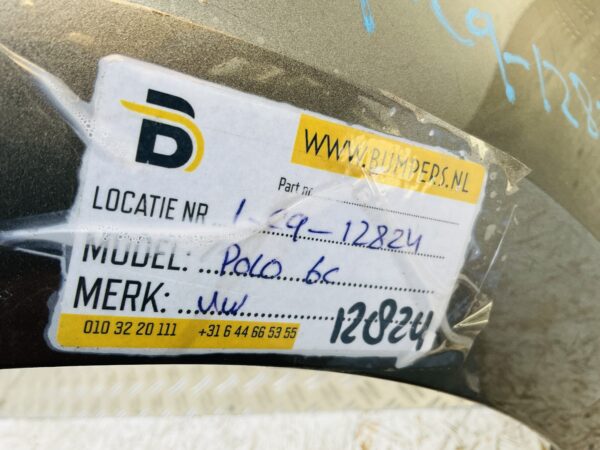 WWW.BUMPERS.NL
Part nr
LOCATIE NR 1-C9-12824
MODEL: Polo 6c
MERK: VW
12824
010 32 20 111 +31 6 44 66 53 55